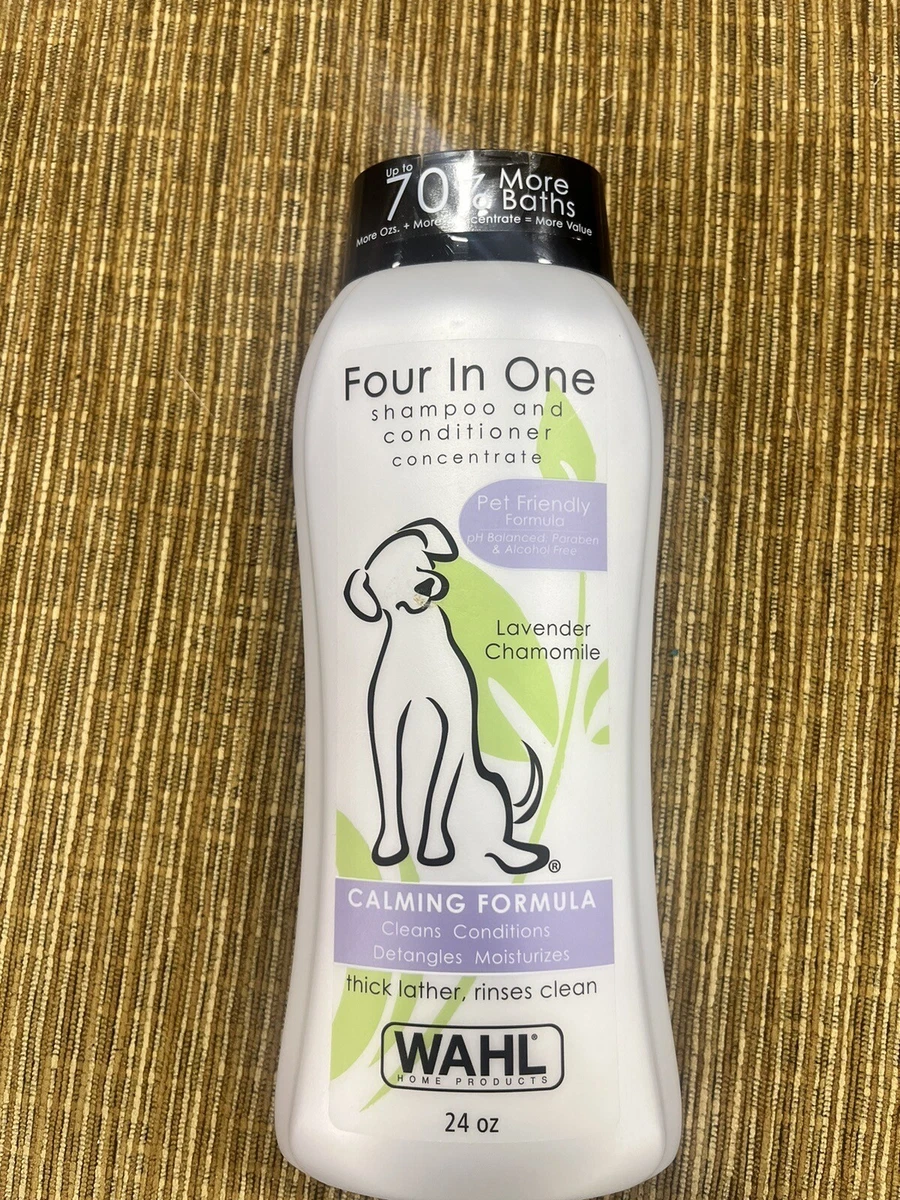 Up to
70% More
Baths
More Ozs. + More Concentrate = More Value
Four In One
shampoo and
conditioner
concentrate
Pet Friendly
Formula
pH Balanced, Paraben
& Alcohol Free
Lavender
Chamomile
®
CALMING FORMULA
Cleans Conditions
Detangles Moisturizes
thick lather, rinses clean
WAHL®
HOME PRODUCTS
24 oz